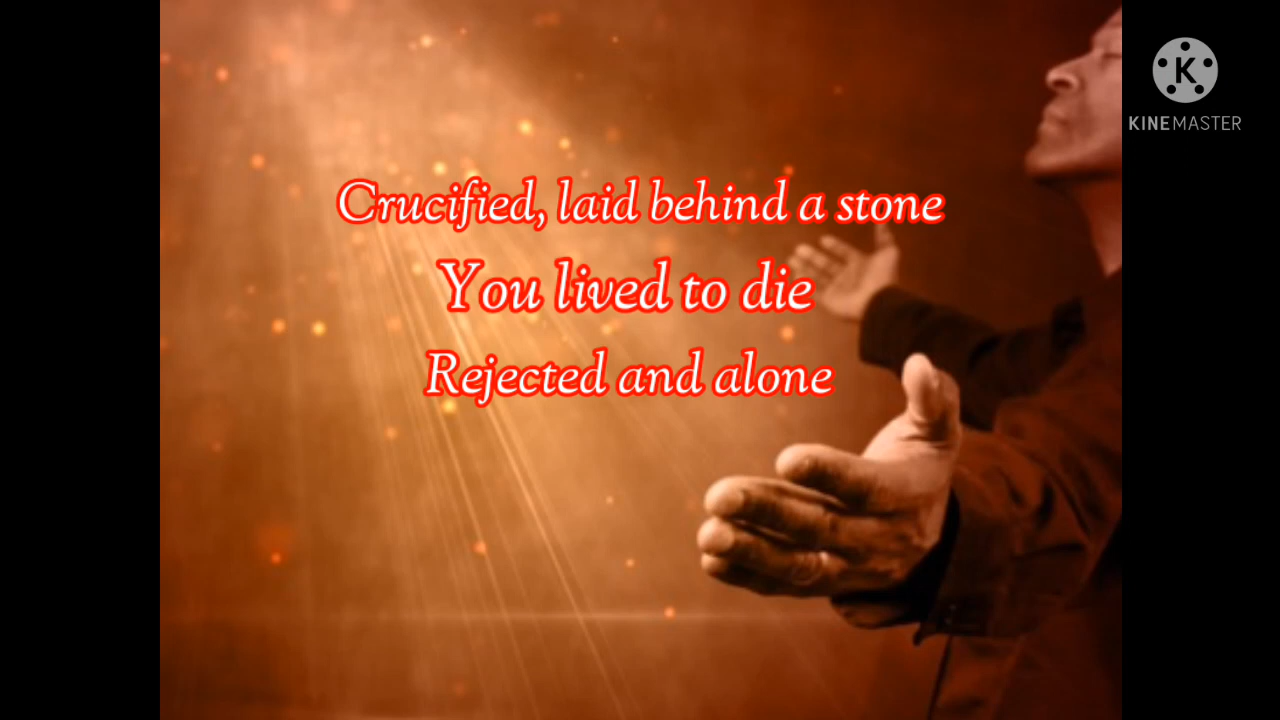 Crucified, laid behind a stone
You lived to die
Rejected and alone
K
KINEMASTER